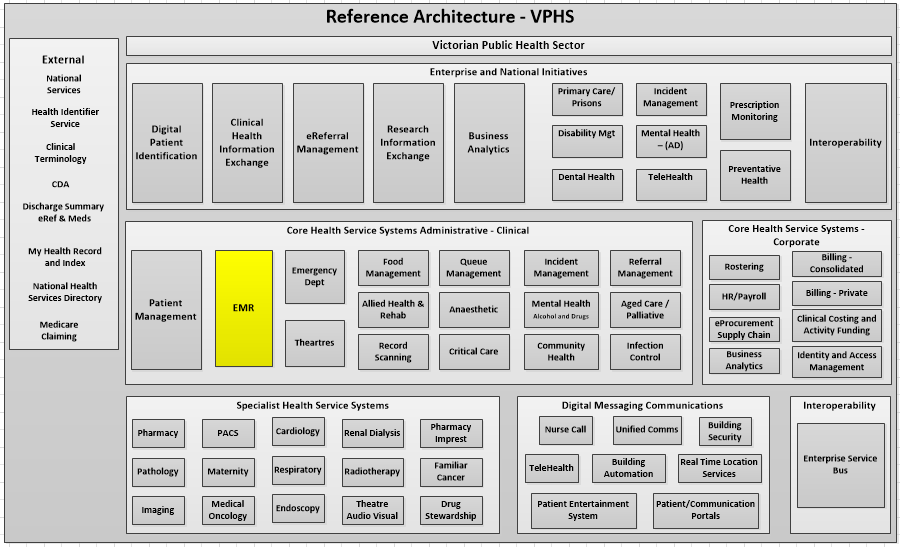 Reference Architecture - VPHS
External
National
Services
Health Identifier
Service
Clinical
Terminology
CDA
Discharge Summary
eRef & Meds
My Health Record
and Index
National Health
Services Directory
Medicare
Claiming
Victorian Public Health Sector
Enterprise and National Initiatives
Digital
Patient
Identification
Clinical
Health
Information
Exchange
eReferral
Management
Research
Information
Exchange
Business
Analytics
Primary Care/
Prisons
Incident
Management
Prescription
Monitoring
Disability Mgt
Mental Health
– (AD)
Dental Health
TeleHealth
Preventative
Health
Interoperability
Core Health Service Systems Administrative - Clinical
Patient
Management
EMR
Emergency
Dept
Theartres
Food
Management
Queue
Management
Incident
Management
Referral
Management
Allied Health &
Rehab
Anaesthetic
Mental Health
Alcohol and Drugs
Aged Care /
Palliative
Record
Scanning
Critical Care
Community
Health
Infection
Control
Core Health Service Systems -
Corporate
Rostering
Billing -
Consolidated
HR/Payroll
Billing - Private
eProcurement
Supply Chain
Clinical Costing and
Activity Funding
Business
Analytics
Identity and Access
Management
Specialist Health Service Systems
Pharmacy
PACS
Cardiology
Renal Dialysis
Pharmacy
Imprest
Pathology
Maternity
Respiratory
Radiotherapy
Familiar
Cancer
Imaging
Medical
Oncology
Endoscopy
Theatre
Audio Visual
Drug
Stewardship
Digital Messaging Communications
Nurse Call
Unified Comms
Building
Security
TeleHealth
Building
Automation
Real Time Location
Services
Patient Entertainment
System
Patient/Communication
Portals
Interoperability
Enterprise Service
Bus